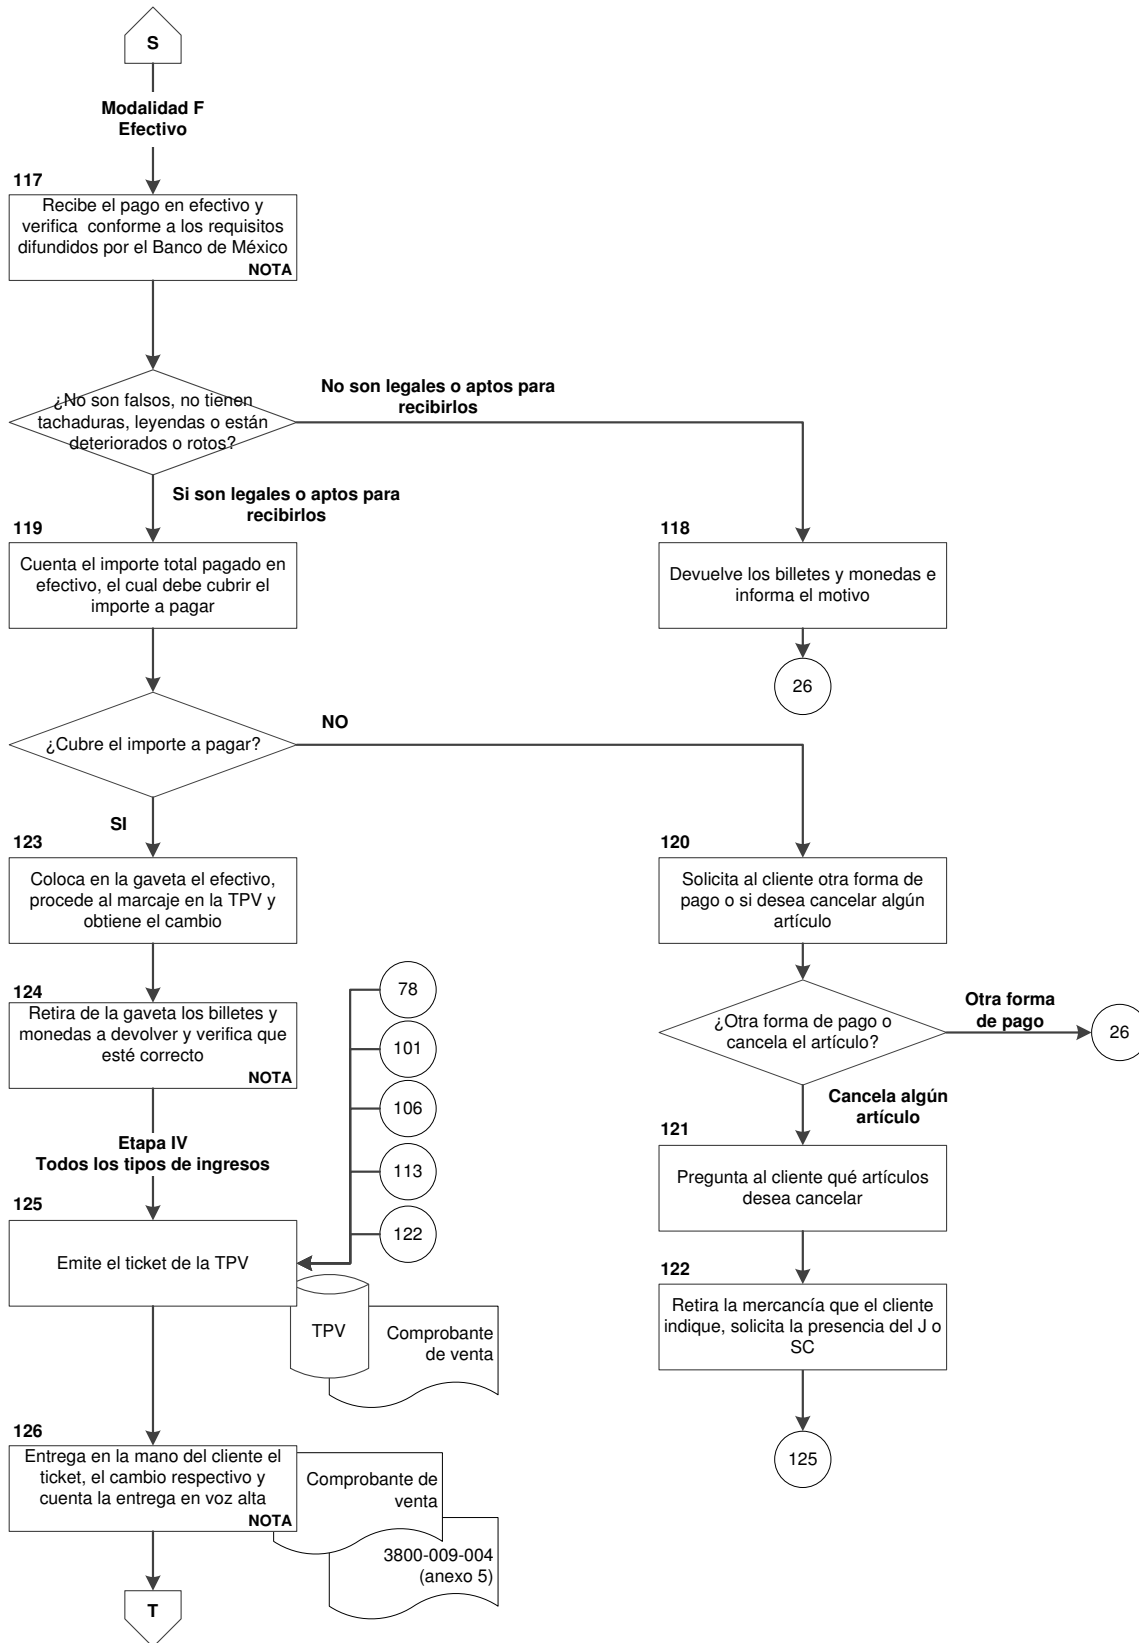 S
Modalidad F
Efectivo
117
Recibe el pago en efectivo y
verifica conforme a los requisitos
difundidos por el Banco de México
NOTA
¿No son falsos, no tienen
tachaduras, leyendas o están
deteriorados o rotos?
No son legales o aptos para
recibirlos
Si son legales o aptos para
recibirlos
119
Cuenta el importe total pagado en
efectivo, el cual debe cubrir el
importe a pagar
118
Devuelve los billetes y monedas e
informa el motivo
26
¿Cubre el importe a pagar?
NO
SI
123
Coloca en la gaveta el efectivo,
procede al marcaje en la TPV y
obtiene el cambio
120
Solicita al cliente otra forma de
pago o si desea cancelar algún
artículo
124
Retira de la gaveta los billetes y
monedas a devolver y verifica que
esté correcto
NOTA
78
101
106
113
122
¿Otra forma de pago o
cancela el artículo?
Otra forma
de pago
26
Cancela algún
artículo
121
Pregunta al cliente qué artículos
desea cancelar
Etapa IV
Todos los tipos de ingresos
125
Emite el ticket de la TPV
TPV
Comprobante
de venta
122
Retira la mercancía que el cliente
indique, solicita la presencia del J o
SC
125
126
Entrega en la mano del cliente el
ticket, el cambio respectivo y
cuenta la entrega en voz alta
NOTA
Comprobante de
venta
3800-009-004
(anexo 5)
T